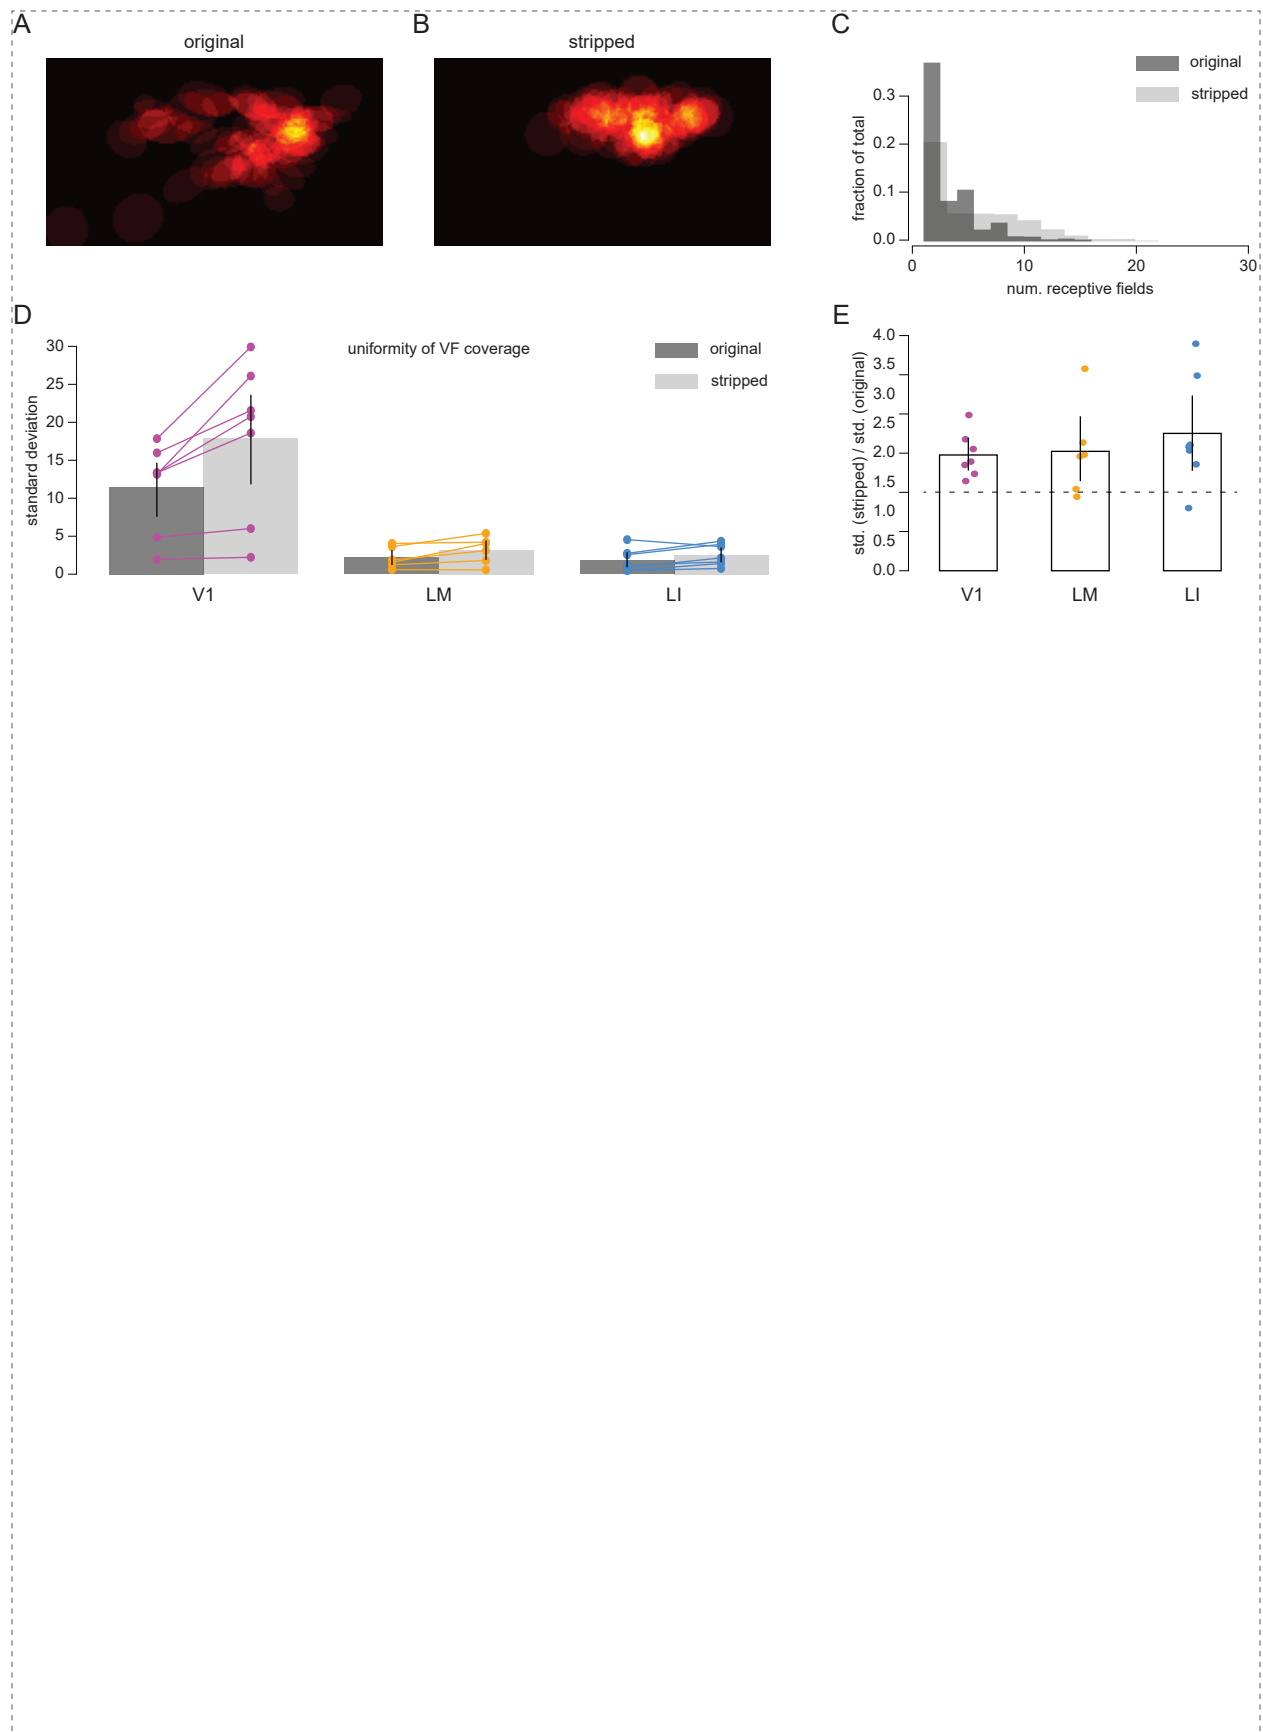 A
original
B
stripped
C
original
stripped
0.3
0.2
0.1
0.0
fraction of total
0
10
20
30
num. receptive fields
D
uniformity of VF coverage
original
stripped
30
25
20
15
10
5
0
standard deviation
V1
LM
LI
E
4.0
3.5
3.0
2.5
2.0
1.5
1.0
0.5
0.0
std. (stripped) / std. (original)
V1
LM
LI